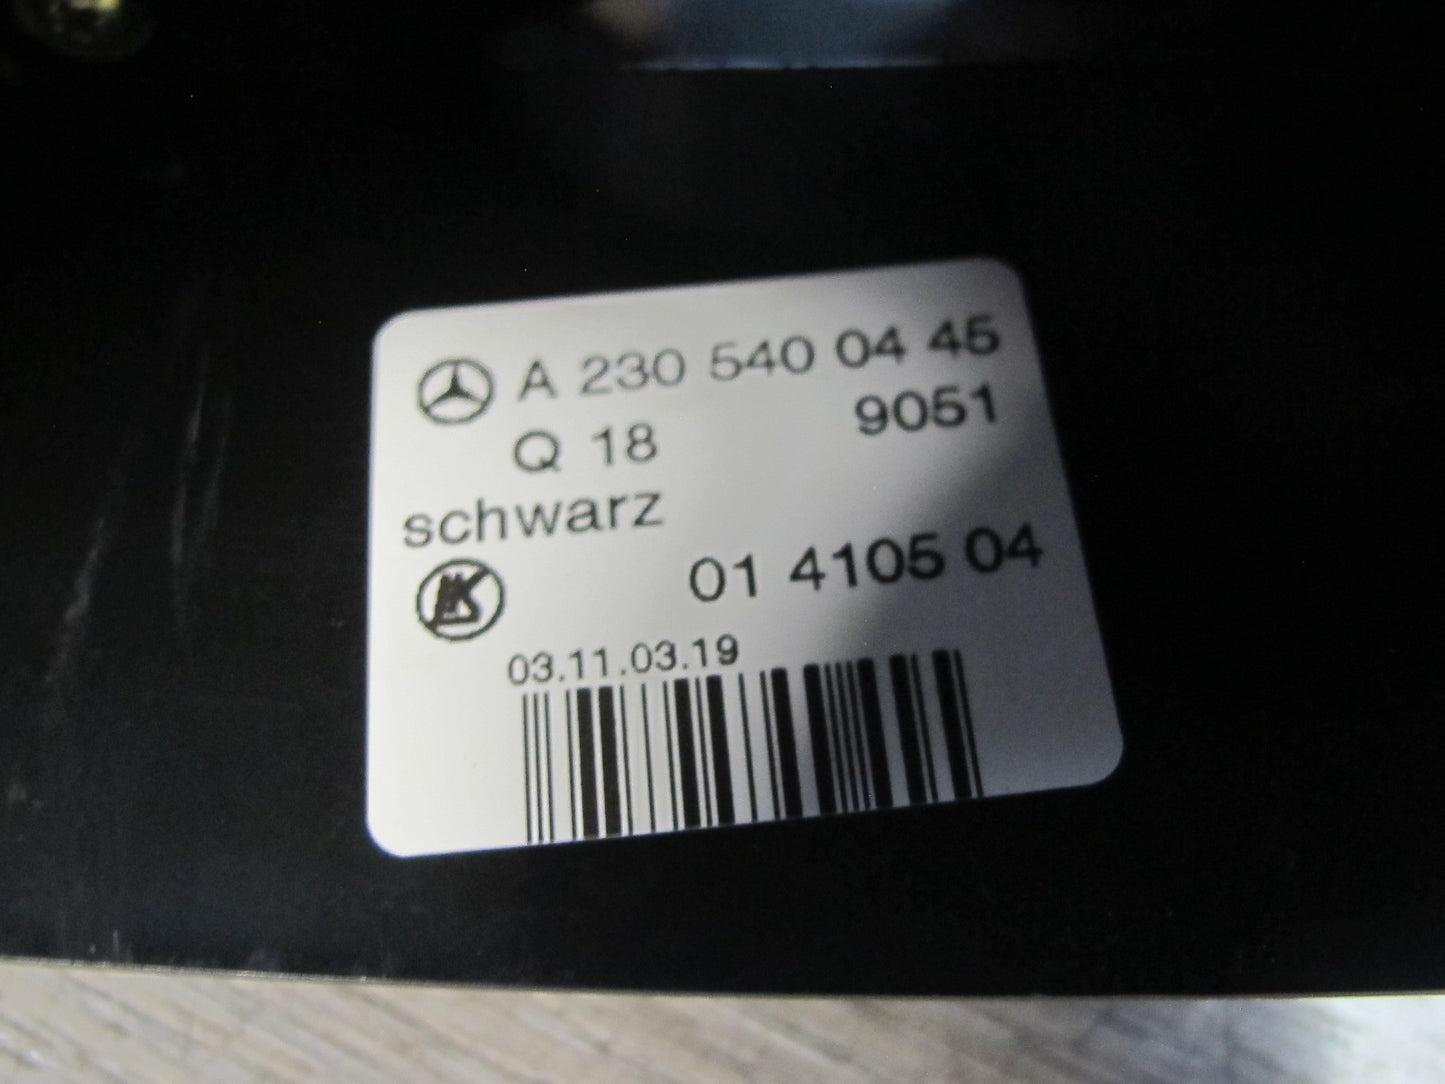 A 230 540 04 45
Q 18 9051
schwarz
01 4105 04
03.11.03.19